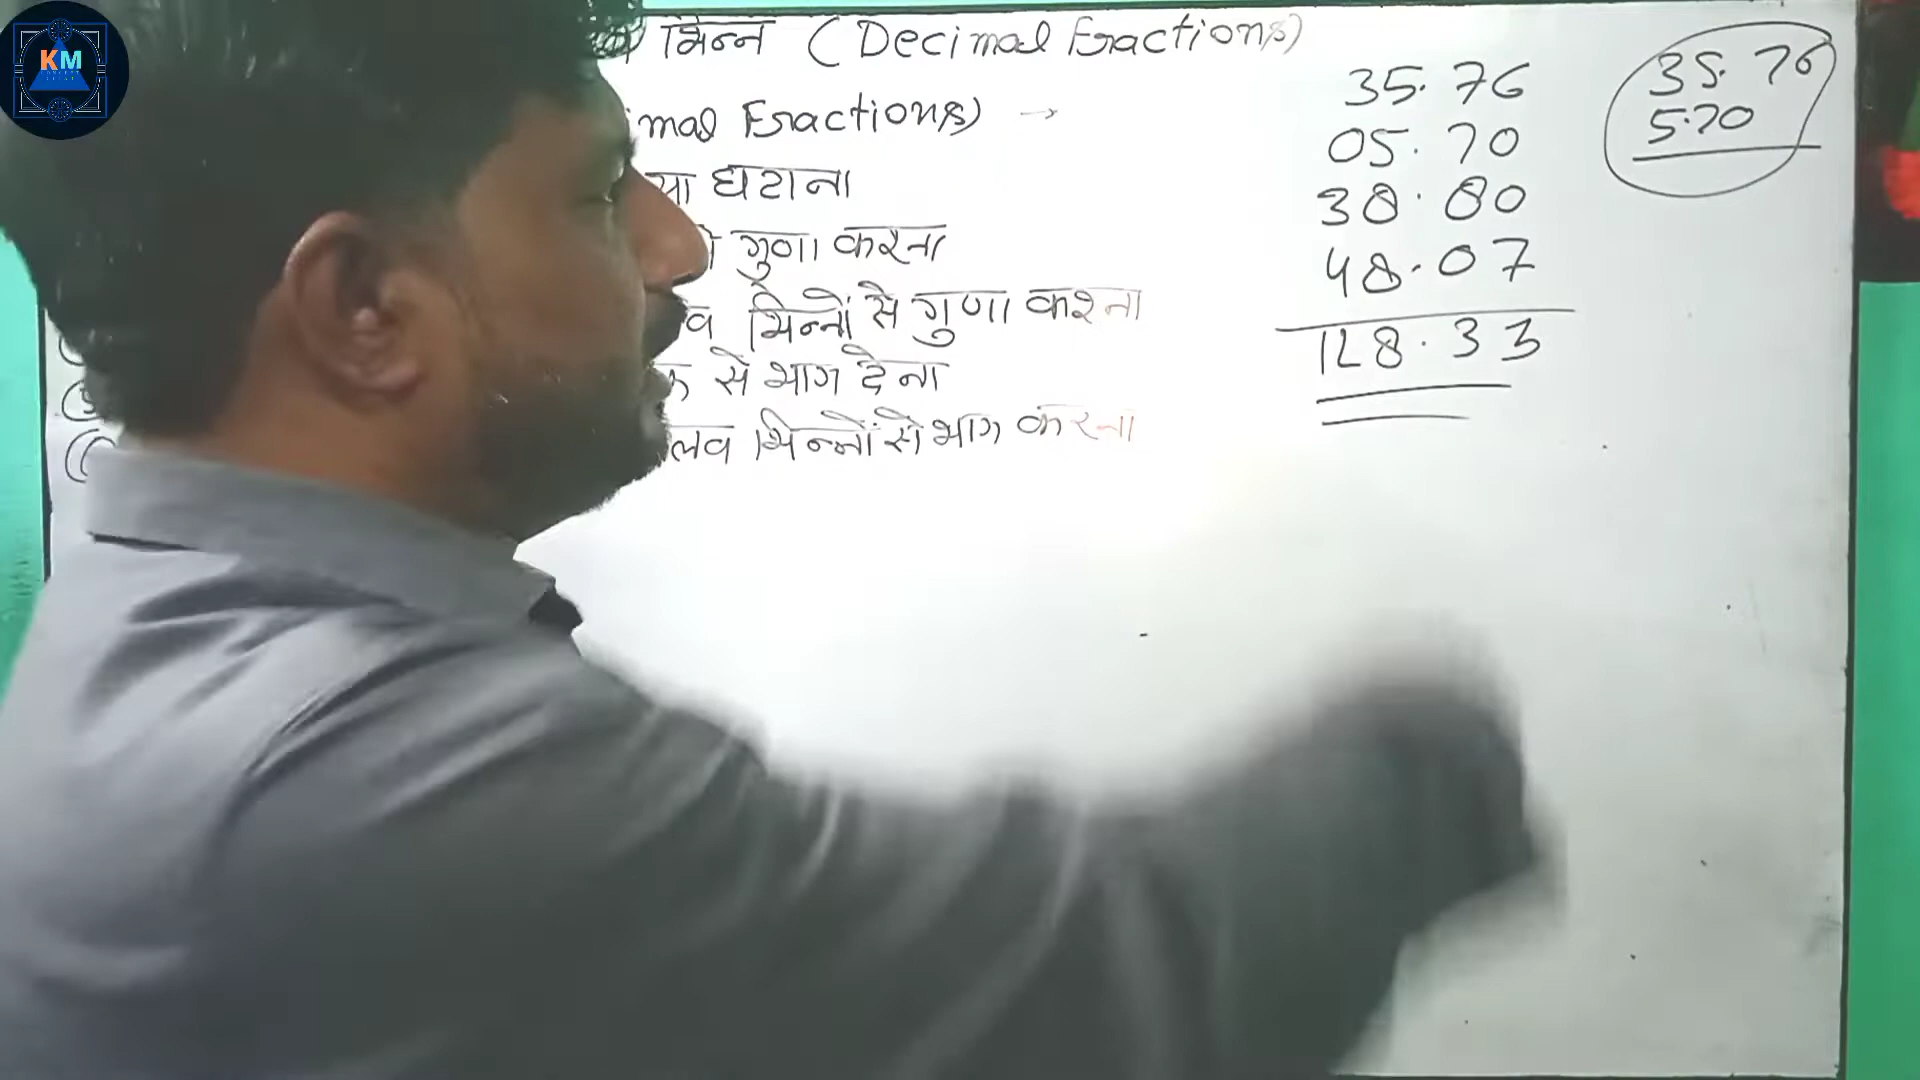 KM
भिन्न ( Decimal Fractions)
imal Fractions) →
या घटाना
गुणा करना
व भिन्नों से गुणा करना
क से भाग देना
लव भिन्नों से भाग करना
35.76
05.70
38.80
48.07
128.33
35.76
5.70